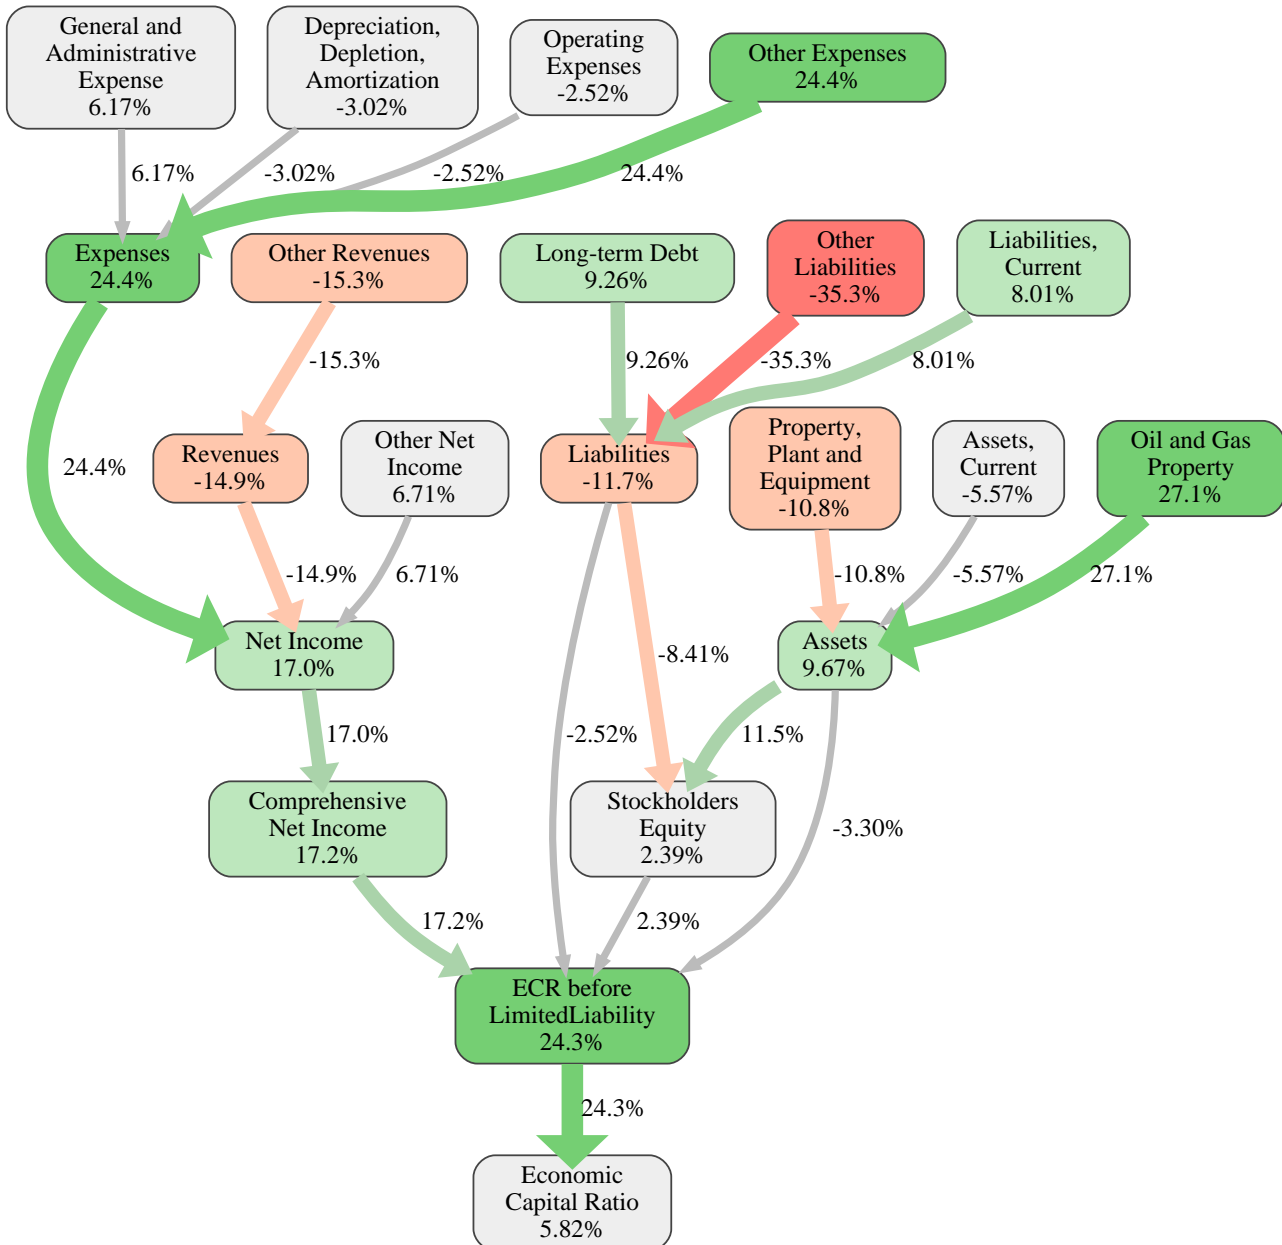 General and
Administrative
Expense
6.17%
Depreciation,
Depletion,
Amortization
-3.02%
Operating
Expenses
-2.52%
Other Expenses
24.4%
6.17%
-3.02%
-2.52%
24.4%
Expenses
24.4%
Other Revenues
-15.3%
Long-term Debt
9.26%
Other
Liabilities
-35.3%
Liabilities,
Current
8.01%
-15.3%
9.26%
-35.3%
8.01%
24.4%
Revenues
-14.9%
Other Net
Income
6.71%
Liabilities
-11.7%
Property,
Plant and
Equipment
-10.8%
Assets,
Current
-5.57%
Oil and Gas
Property
27.1%
-14.9%
6.71%
-10.8%
-5.57%
27.1%
Net Income
17.0%
-8.41%
Assets
9.67%
17.0%
-2.52%
11.5%
-3.30%
Comprehensive
Net Income
17.2%
Stockholders
Equity
2.39%
17.2%
2.39%
ECR before
LimitedLiability
24.3%
24.3%
Economic
Capital Ratio
5.82%